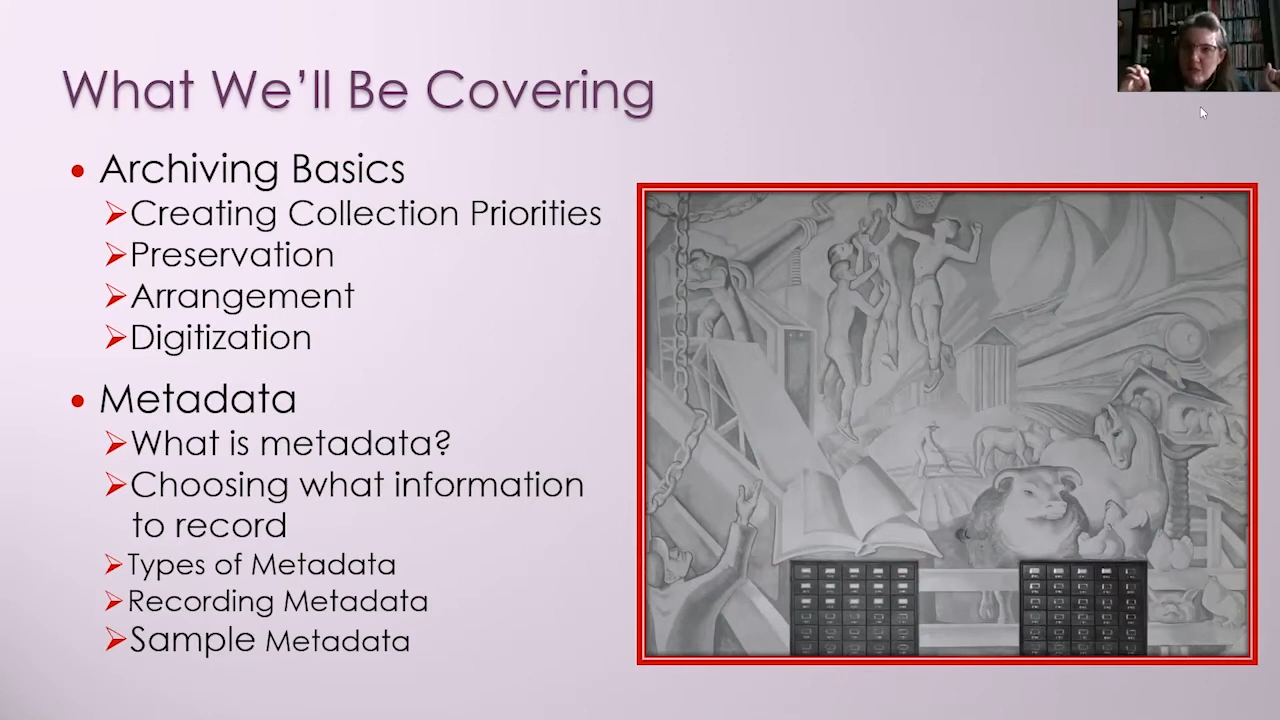 What We'll Be Covering
• Archiving Basics
➢Creating Collection Priorities
➢Preservation
➢Arrangement
➢Digitization
• Metadata
➢What is metadata?
➢Choosing what information
to record
➢Types of Metadata
➢Recording Metadata
➢Sample Metadata